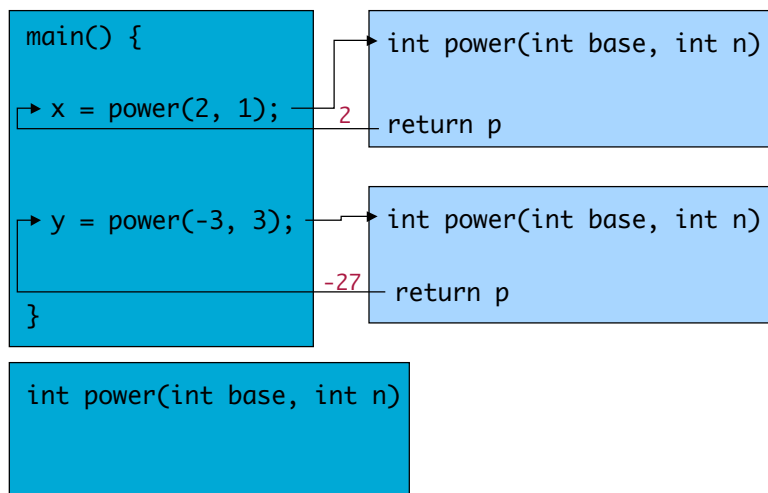 main() {
x = power(2, 1);
y = power(-3, 3);
}
int power(int base, int n)
2
return p
int power(int base, int n)
-27
return p
int power(int base, int n)